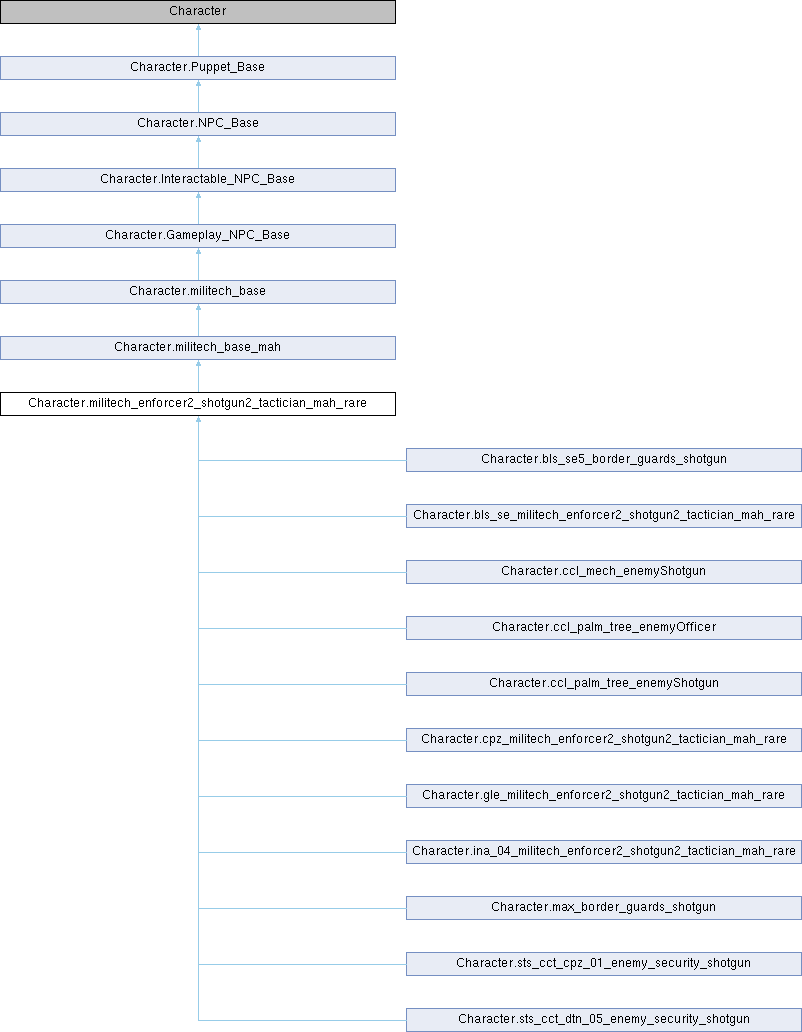 Character
Character.Puppet_Base
Character.NPC_Base
Character.Interactable_NPC_Base
Character.Gameplay_NPC_Base
Character.militech_base
Character.militech_base_mah
Character.militech_enforcer2_shotgun2_tactician_mah_rare
Character.bls_se5_border_guards_shotgun
Character.bls_se_militech_enforcer2_shotgun2_tactician_mah_rare
Character.ccl_mech_enemyShotgun
Character.ccl_palm_tree_enemyOfficer
Character.ccl_palm_tree_enemyShotgun
Character.cpz_militech_enforcer2_shotgun2_tactician_mah_rare
Character.gle_militech_enforcer2_shotgun2_tactician_mah_rare
Character.ina_04_militech_enforcer2_shotgun2_tactician_mah_rare
Character.max_border_guards_shotgun
Character.sts_cct_cpz_01_enemy_security_shotgun
Character.sts_cct_dtn_05_enemy_security_shotgun